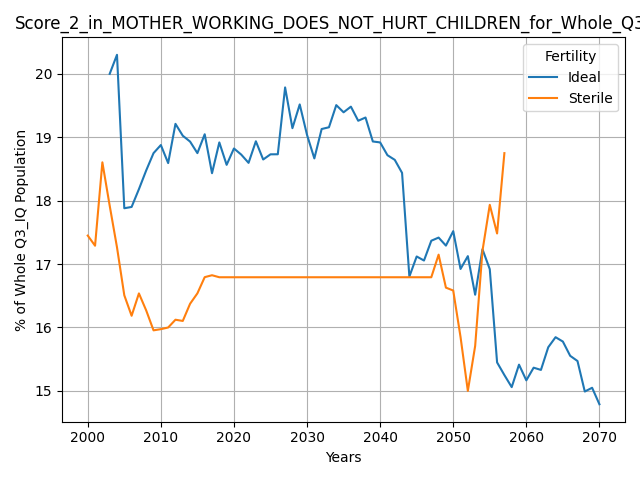 Score_2_in_MOTHER_WORKING_DOES_NOT_HURT_CHILDREN_for_Whole_Q3
Fertility
Ideal
Sterile
% of Whole Q3_IQ Population
20
19
18
17
16
15
2000 2010 2020 2030 2040 2050 2060 2070
Years